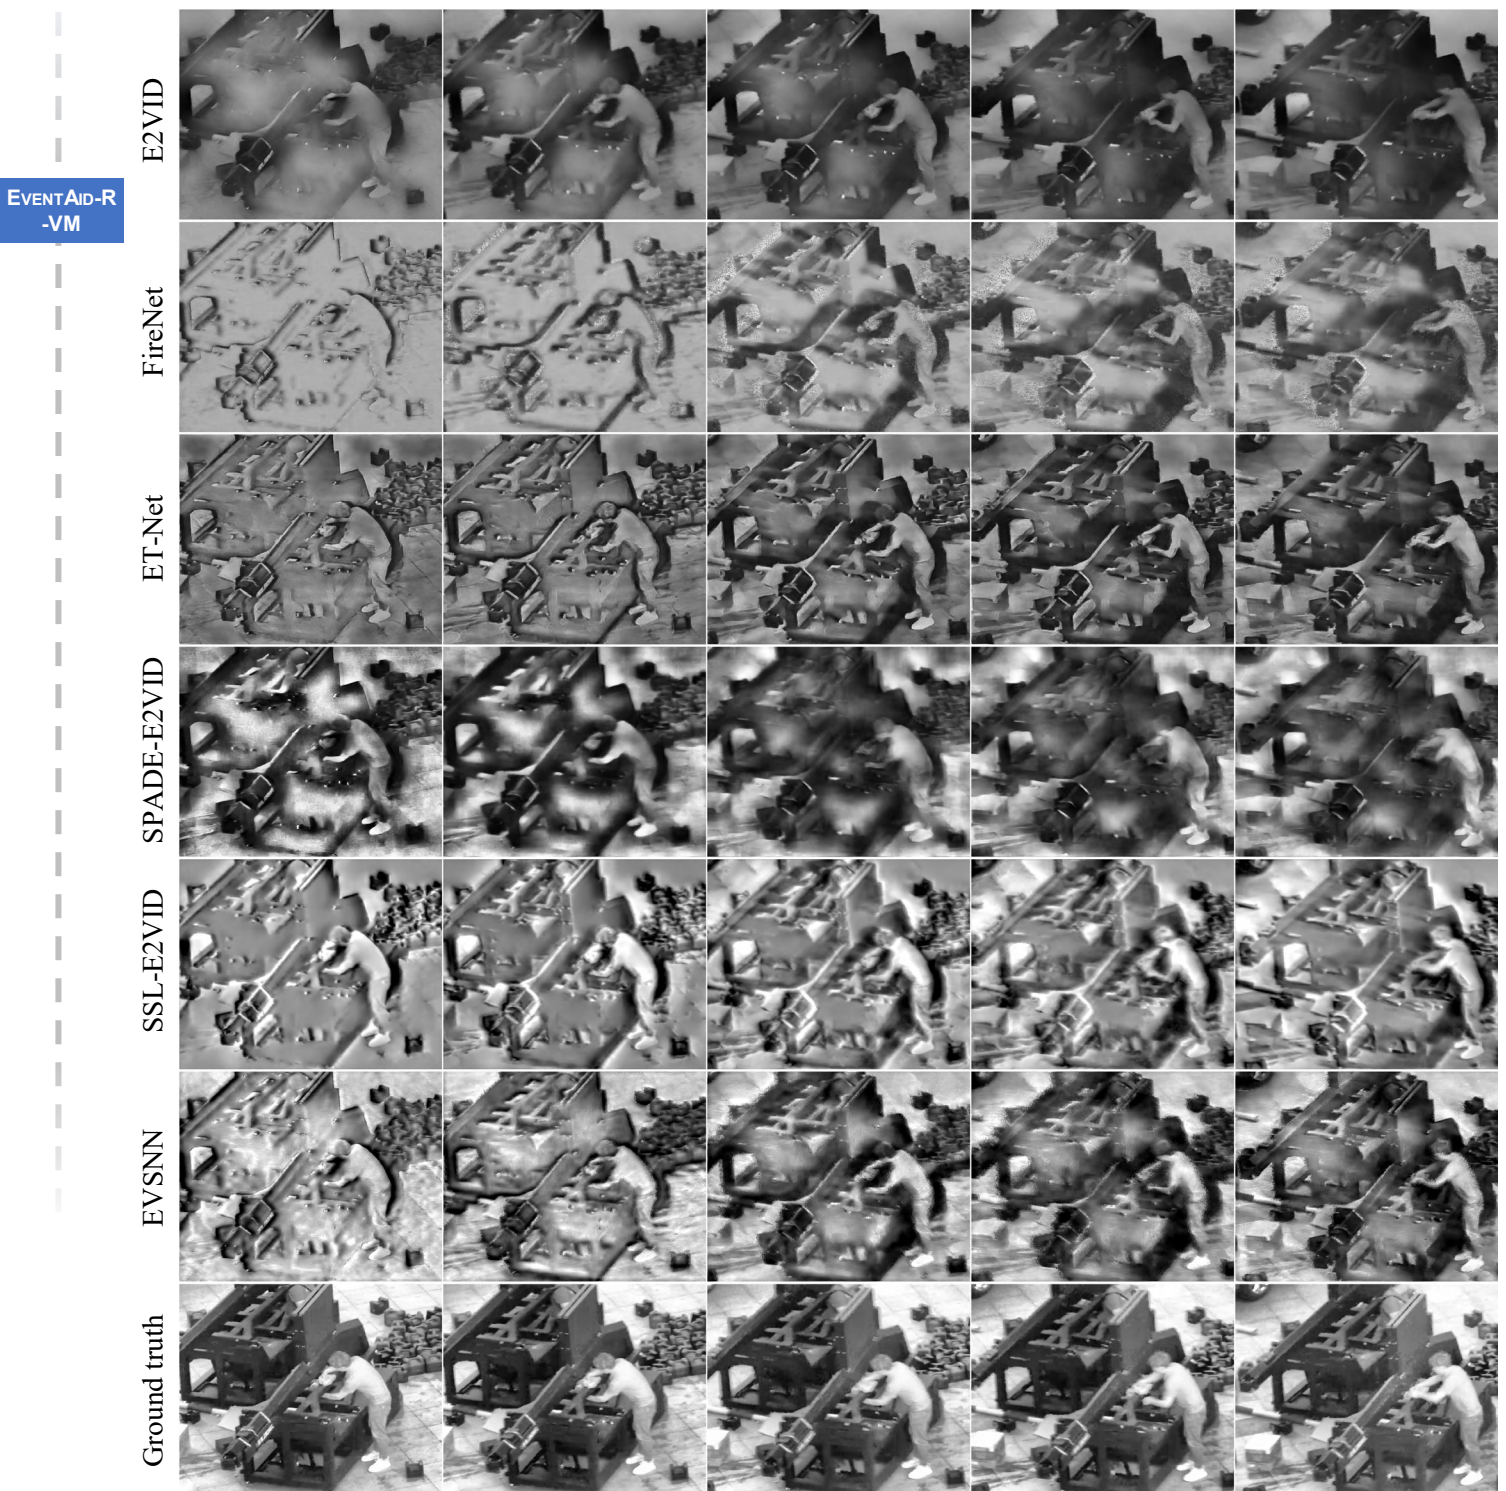 E2VID
EVENTAID-R
-VM
FireNet
ET-Net
SPADE-E2VID
SSL-E2VID
EVSNN
Ground truth